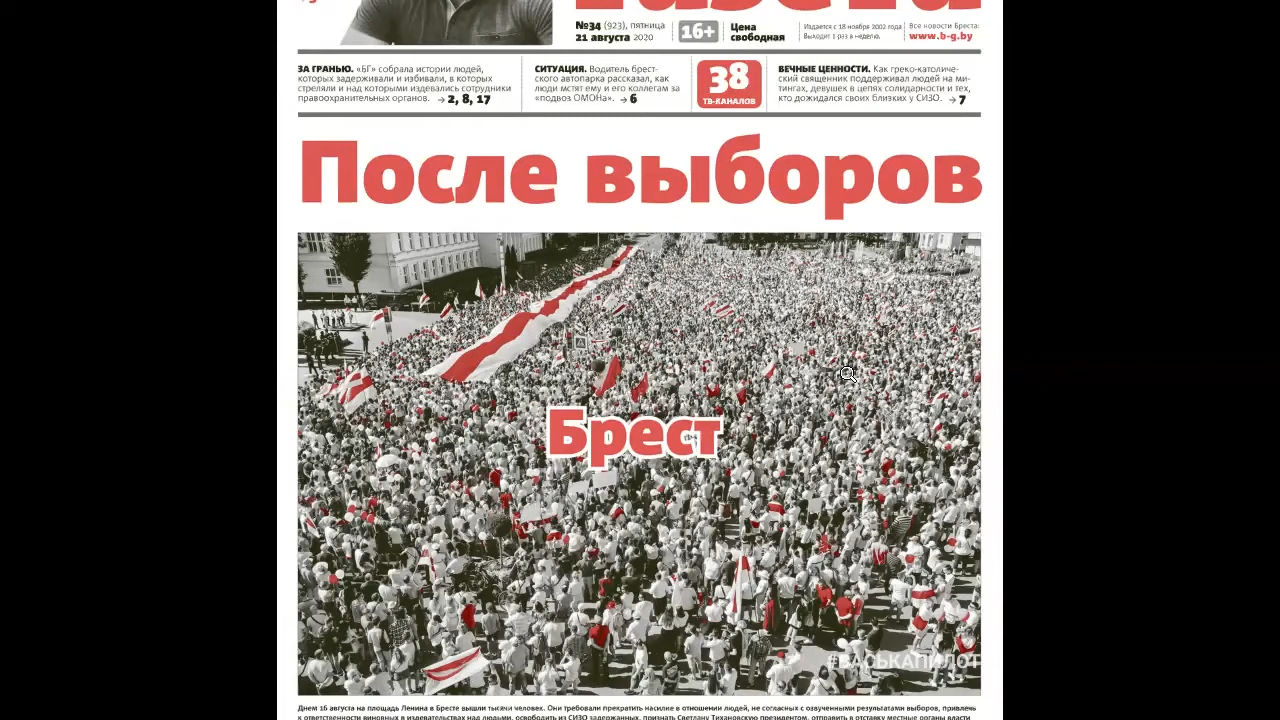 газета
№34 (923), пятница
21 августа 2020
16+
Цена
свободная
Издается с 18 ноября 2002 года
Выходит 1 раз в неделю.
Все новости Бреста:
www.b-g.by
ЗА ГРАНЬЮ. «БГ» собрала истории людей,
которых задерживали и избивали, в которых
стреляли и над которыми издевались сотрудники
правоохранительных органов. → 2, 8, 17
СИТУАЦИЯ. Водитель брест-
ского автопарка рассказал, как
люди мстят ему и его коллегам за
«подвоз ОМОНа». → 6
38
ТВ-КАНАЛОВ
ВЕЧНЫЕ ЦЕННОСТИ. Как греко-католиче-
ский священник поддерживал людей на ми-
тингах, девушек в цепях солидарности и тех,
кто дожидался своих близких у СИЗО. → 7
После выборов
Брест
#ВАСЬКАПИЛОТ
Днем 16 августа на площадь Ленина в Бресте вышли тысячи человек. Они требовали прекратить насилие в отношении людей, не согласных с озвученными результатами выборов, привлечь
к ответственности виновных в издевательствах над людьми, освободить из СИЗО задержанных, признать Светлану Тихановскую президентом, отправить в отставку местные органы власти